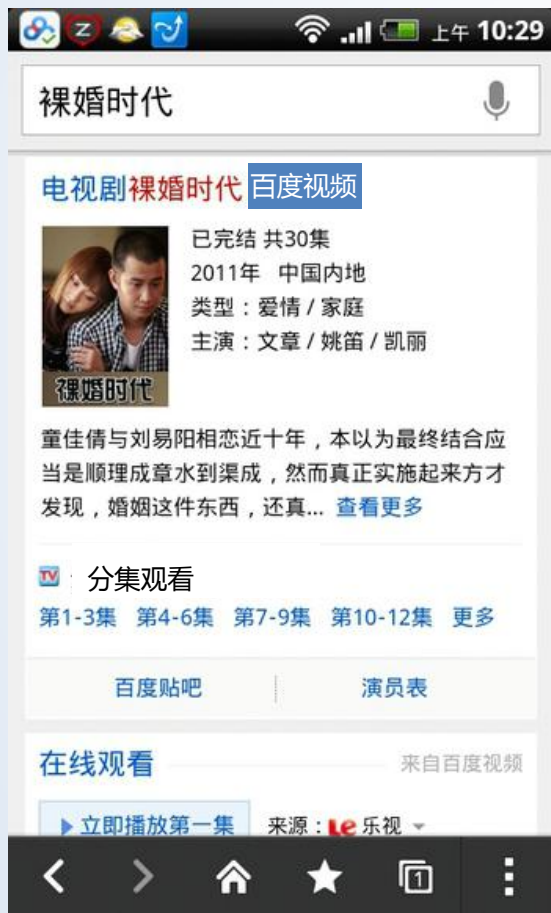 上午 10:29
裸婚时代
电视剧裸婚时代 百度视频
已完结 共30集
2011年 中国内地
类型：爱情 / 家庭
主演：文章 / 姚笛 / 凯丽
裸婚时代
童佳倩与刘易阳相恋近十年，本以为最终结合应
当是顺理成章水到渠成，然而真正实施起来方才
发现，婚姻这件东西，还真... 查看更多
TV 分集观看
第1-3集 第4-6集 第7-9集 第10-12集 更多
百度贴吧 演员表
在线观看 来自百度视频
立即播放第一集 来源：Le 乐视
1